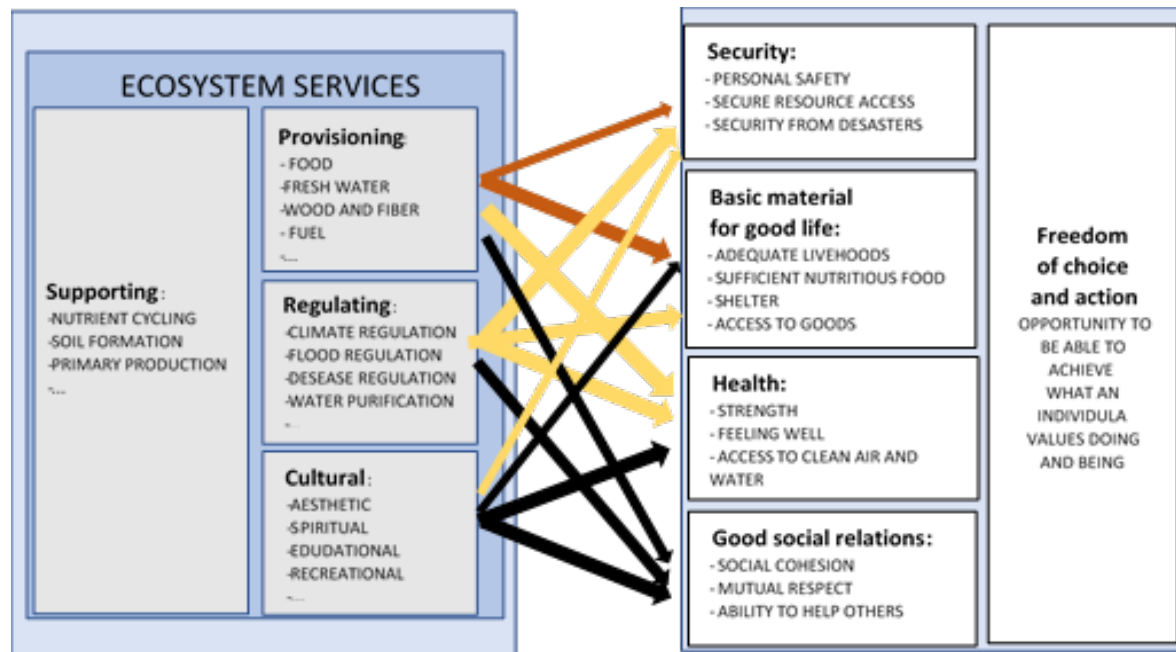 ECOSYSTEM SERVICES
Supporting:
-NUTRIENT CYCLING
-SOIL FORMATION
-PRIMARY PRODUCTION
-...
Provisioning:
- FOOD
-FRESH WATER
-WOOD AND FIBER
- FUEL
-...
Regulating:
-CLIMATE REGULATION
-FLOOD REGULATION
-DESEASE REGULATION
-WATER PURIFICATION
-...
Cultural:
-AESTHETIC
-SPIRITUAL
-EDUDATIONAL
-RECREATIONAL
-...
Security:
- PERSONAL SAFETY
- SECURE RESOURCE ACCESS
- SECURITY FROM DESASTERS
Basic material
for good life:
- ADEQUATE LIVEHOODS
- SUFFICIENT NUTRITIOUS FOOD
- SHELTER
- ACCESS TO GOODS
Health:
- STRENGTH
- FEELING WELL
- ACCESS TO CLEAN AIR AND
WATER
Good social relations:
- SOCIAL COHESION
- MUTUAL RESPECT
- ABILITY TO HELP OTHERS
Freedom
of choice
and action
OPPORTUNITY TO
BE ABLE TO
ACHIEVE
WHAT AN
INDIVIDULA
VALUES DOING
AND BEING